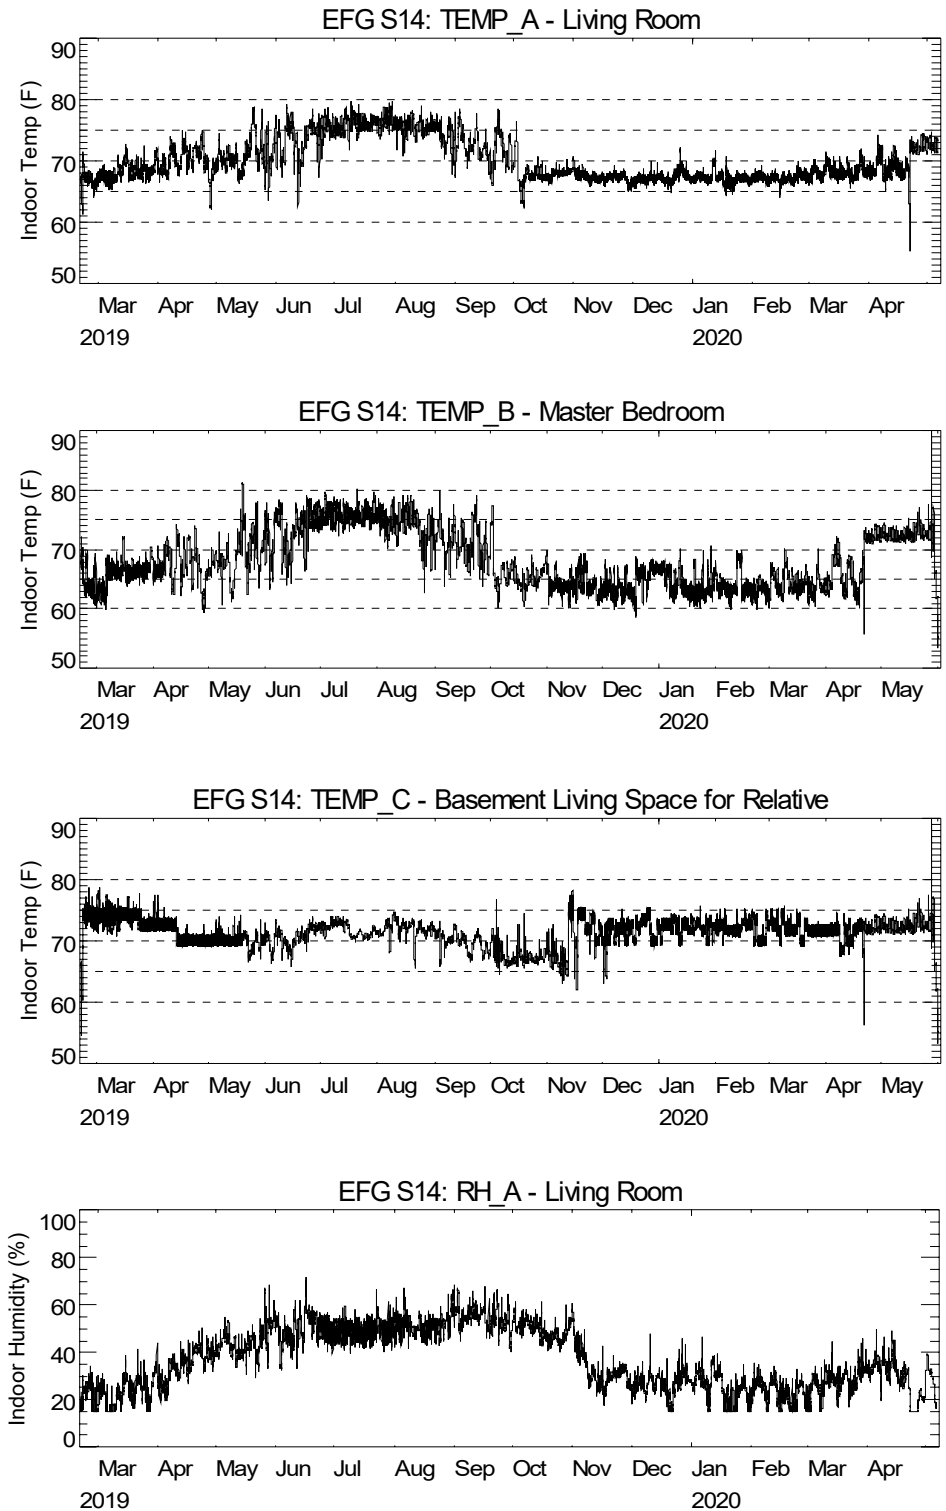 EFG S14: TEMP_A - Living Room
90
80
70
60
50
Indoor Temp (F)
Mar Apr May Jun Jul Aug Sep Oct Nov Dec Jan Feb Mar Apr
2019 2020
EFG S14: TEMP_B - Master Bedroom
90
80
70
60
50
Indoor Temp (F)
Mar Apr May Jun Jul Aug Sep Oct Nov Dec Jan Feb Mar Apr May
2019 2020
EFG S14: TEMP_C - Basement Living Space for Relative
90
80
70
60
50
Indoor Temp (F)
Mar Apr May Jun Jul Aug Sep Oct Nov Dec Jan Feb Mar Apr May
2019 2020
EFG S14: RH_A - Living Room
100
80
60
40
20
0
Indoor Humidity (%)
Mar Apr May Jun Jul Aug Sep Oct Nov Dec Jan Feb Mar Apr
2019 2020